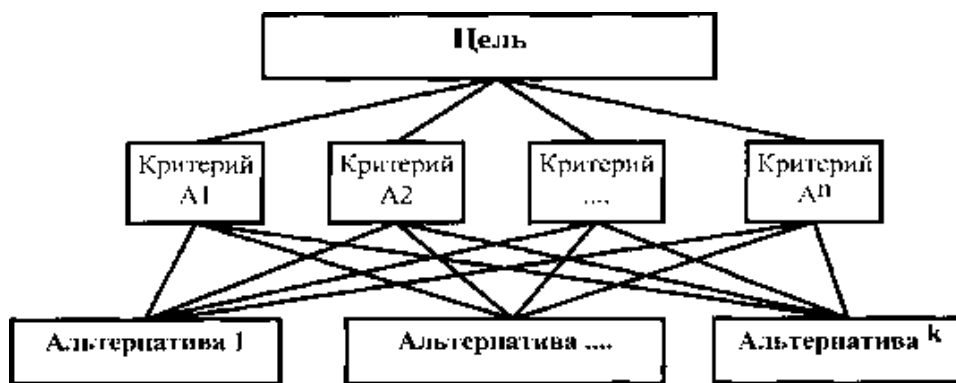 Цель
Критерий
А1
Критерий
А2
Критерий
....
Критерий
Аn
Альтернатива 1
Альтернатива ....
Альтернатива k